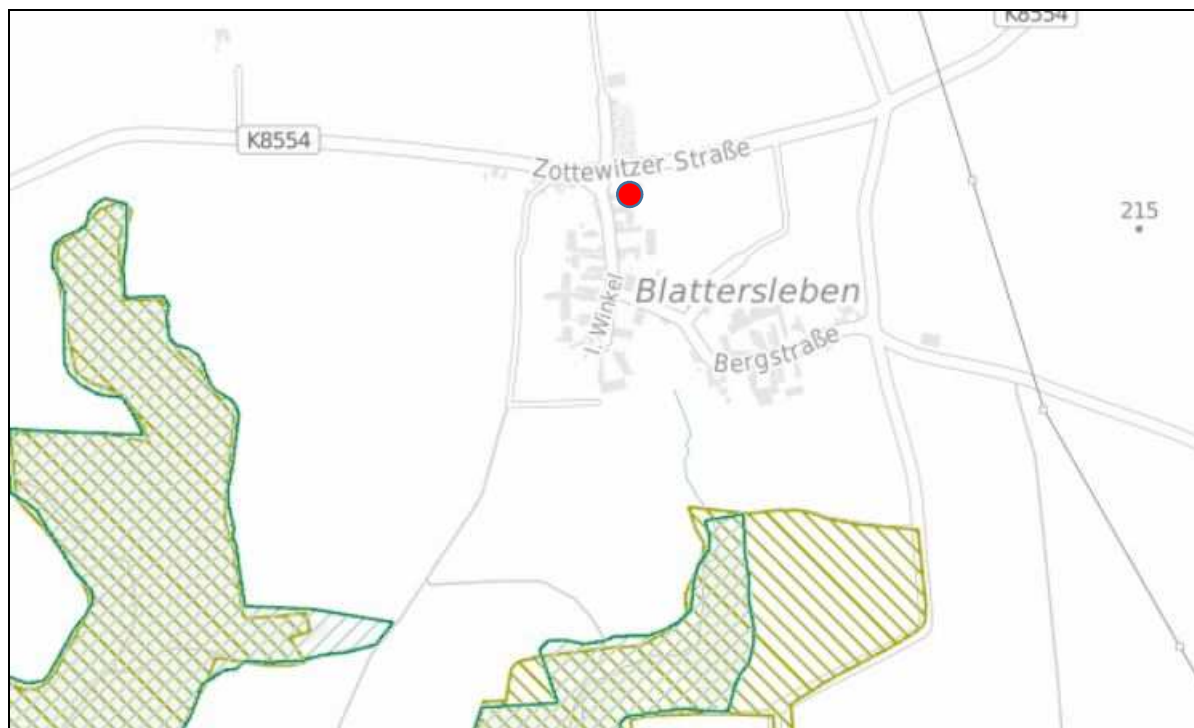 K8554
K8554
Zottewitzer Straße
215
Blattersleben
I. Winkel
Bergstraße